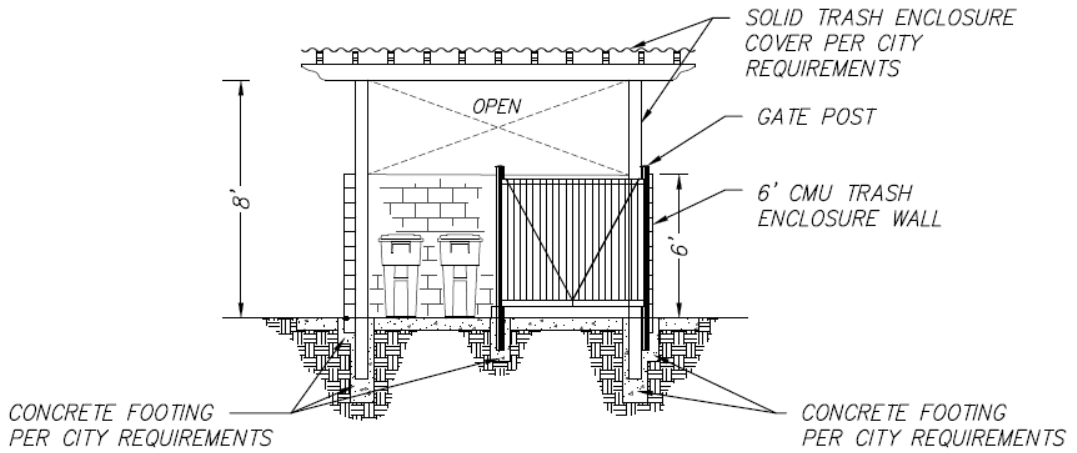 SOLID TRASH ENCLOSURE
COVER PER CITY
REQUIREMENTS
OPEN
GATE POST
8'
6' CMU TRASH
ENCLOSURE WALL
6'
CONCRETE FOOTING
PER CITY REQUIREMENTS
CONCRETE FOOTING
PER CITY REQUIREMENTS